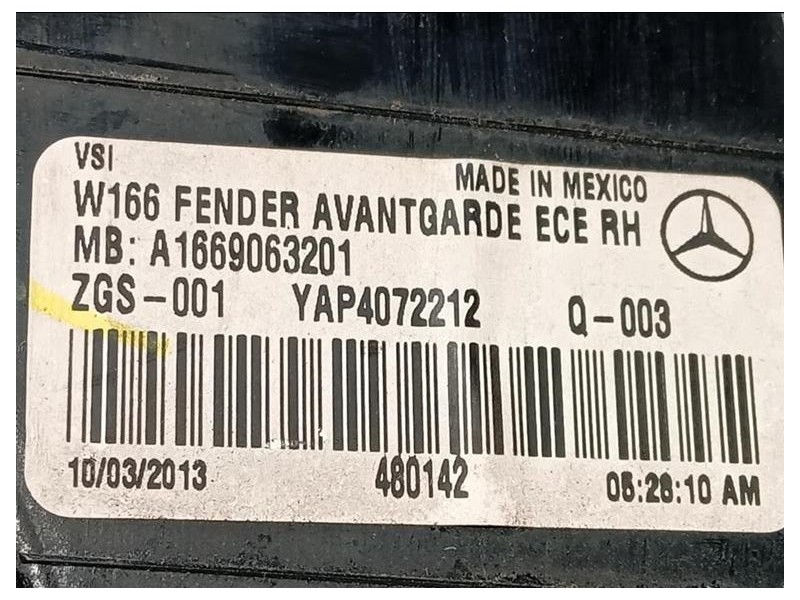 VSI
MADE IN MEXICO
W166 FENDER AVANTGARDE ECE RH
MB: A1669063201
ZGS-001 YAP4072212 Q-003
10/03/2013 480142 05:28:10 AM